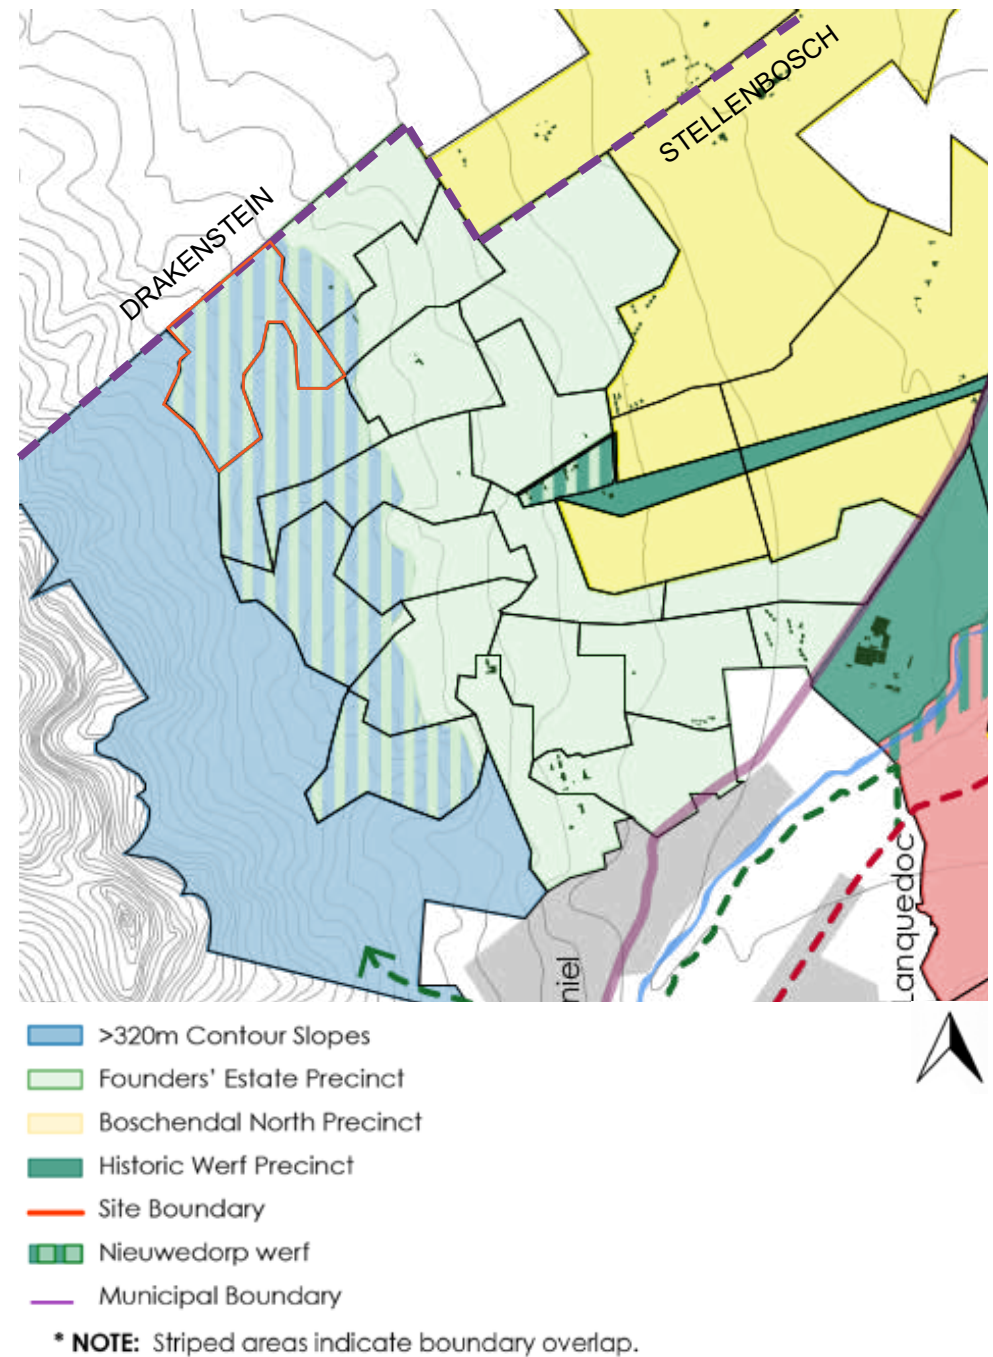 STELLENBOSCH
DRAKENSTEIN
Lanquedoc
niel
>320m Contour Slopes
Founders' Estate Precinct
Boschendal North Precinct
Historic Werf Precinct
Site Boundary
Nieuwedorp werf
Municipal Boundary
* NOTE: Striped areas indicate boundary overlap.